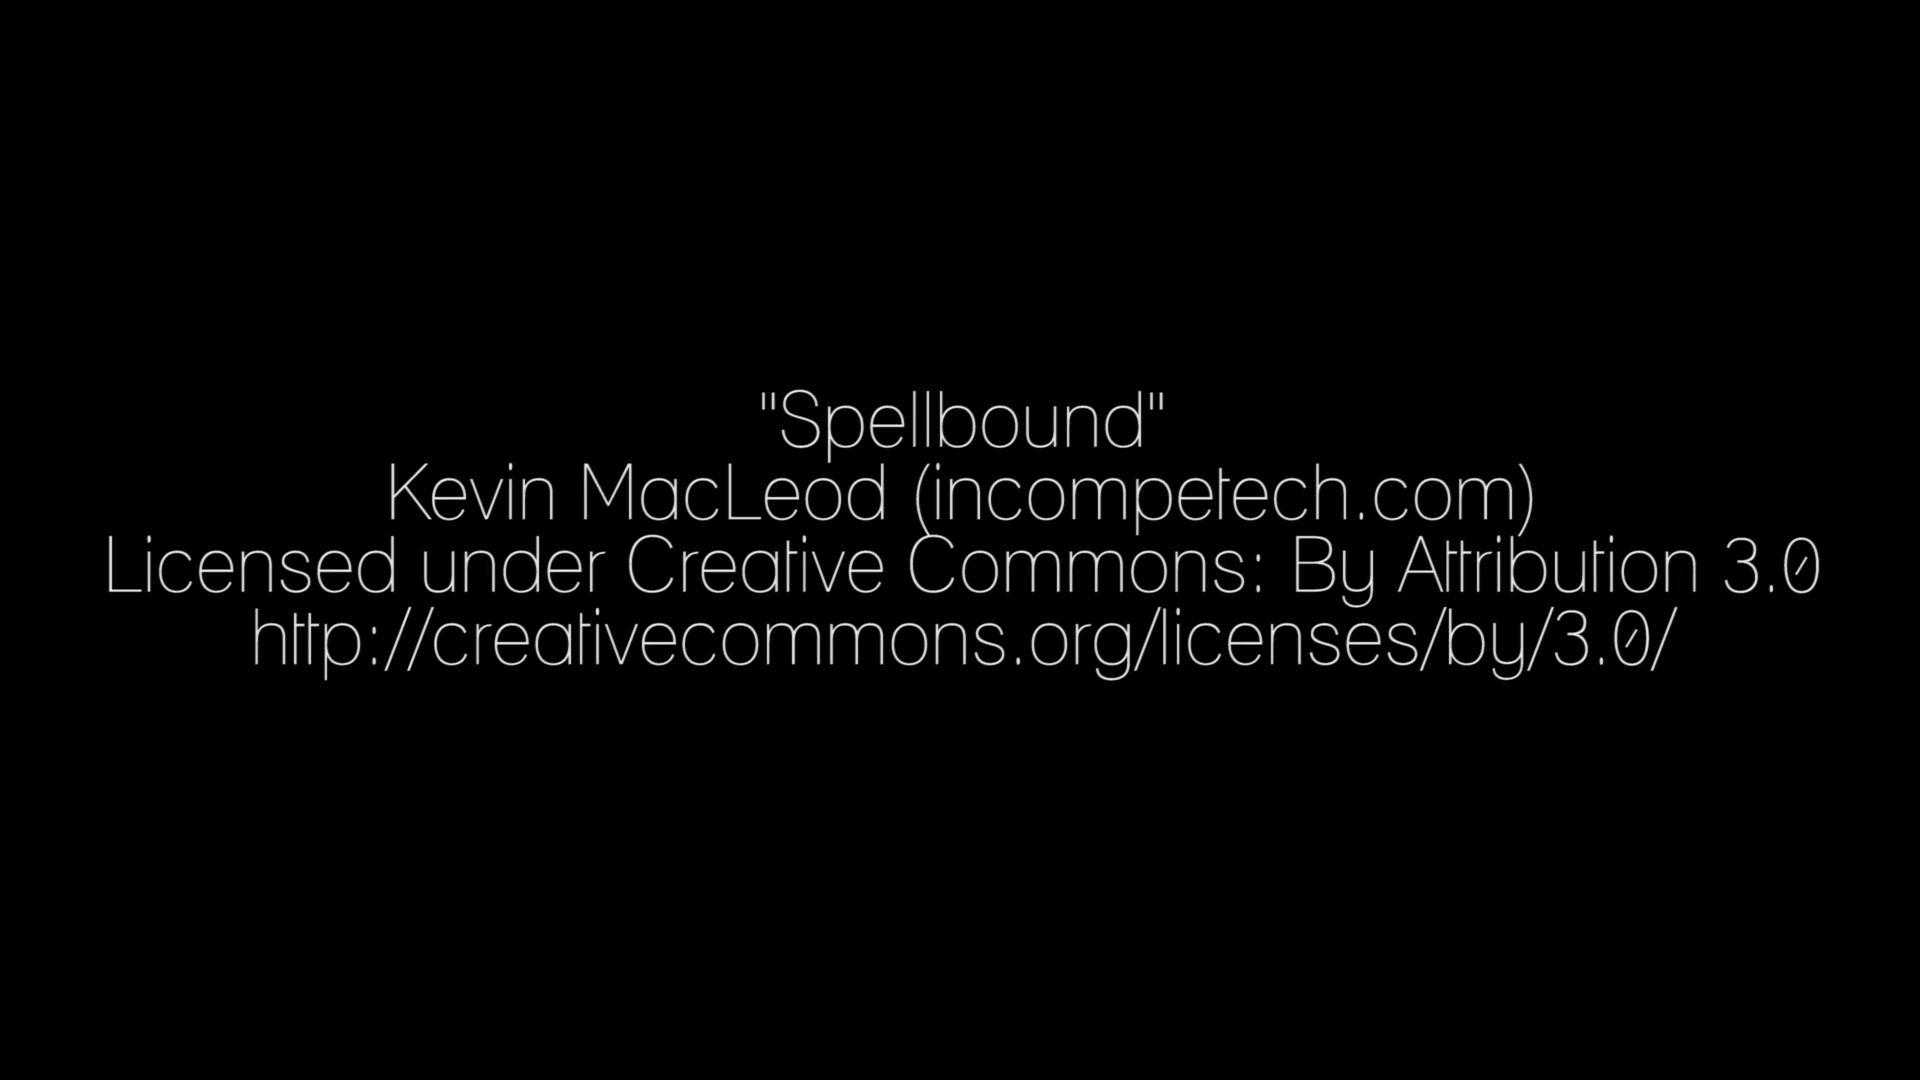 "Spellbound"
Kevin MacLeod (incompetech.com)
Licensed under Creative Commons: By Attribution 3.0
http://creativecommons.org/licenses/by/3.0/